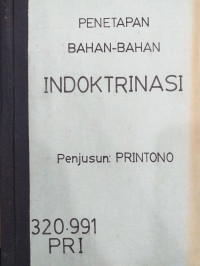 PENETAPAN
BAHAN-BAHAN
INDOKTRINASI
Penjusun: PRINTONO
320.991
PRI